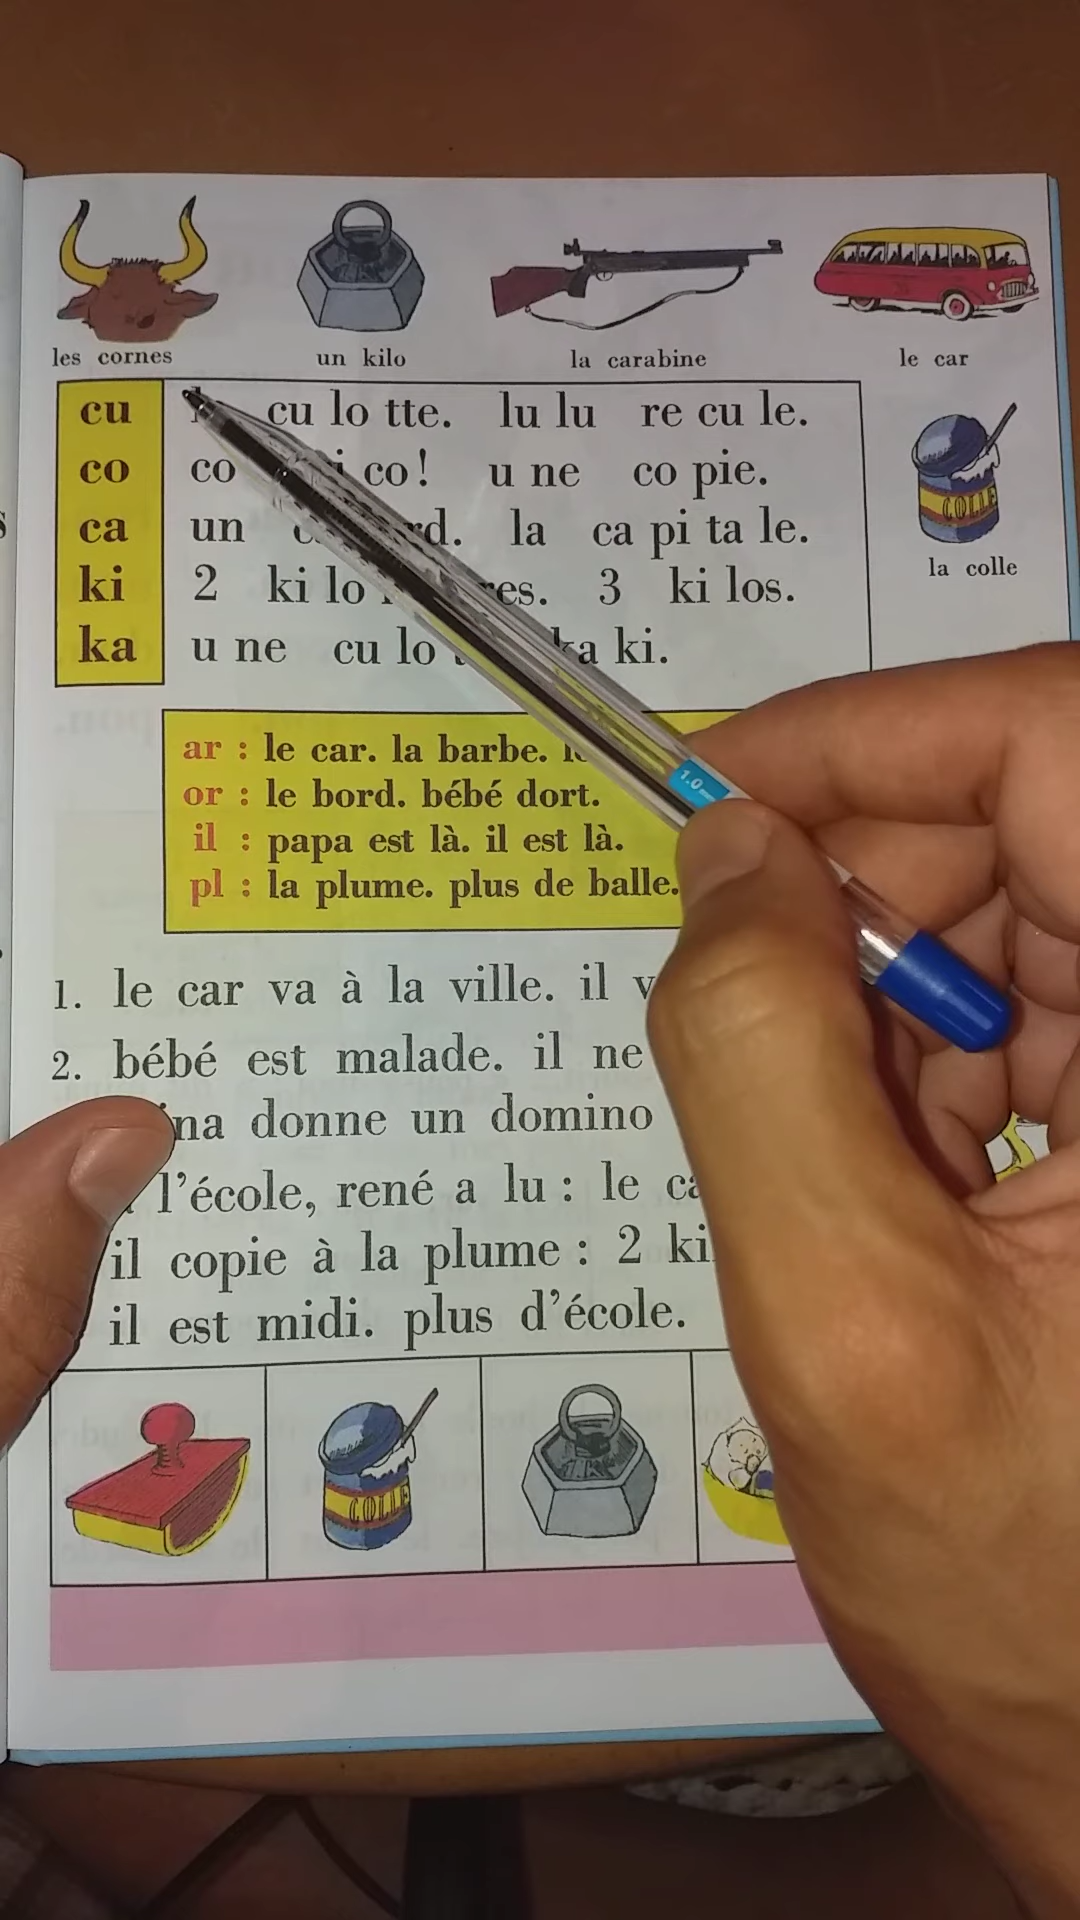 les cornes
un kilo
la carabine
le car
cu cu lo tte. lu lu re cu le.
co co co! u ne co pie.
ca un la ca pi ta le.
ki 2 ki lo 3 ki los.
ka u ne cu lo ka ki.
COLLE
la colle
ar : le car. la barbe.
or : le bord. bébé dort.
il : papa est là. il est là.
pl : la plume. plus de balle.
1.0
1. le car va à la ville. il
2. bébé est malade. il ne
donne un domino
l'école, rené a lu : le
il copie à la plume : 2
il est midi. plus d'école.
COLLE